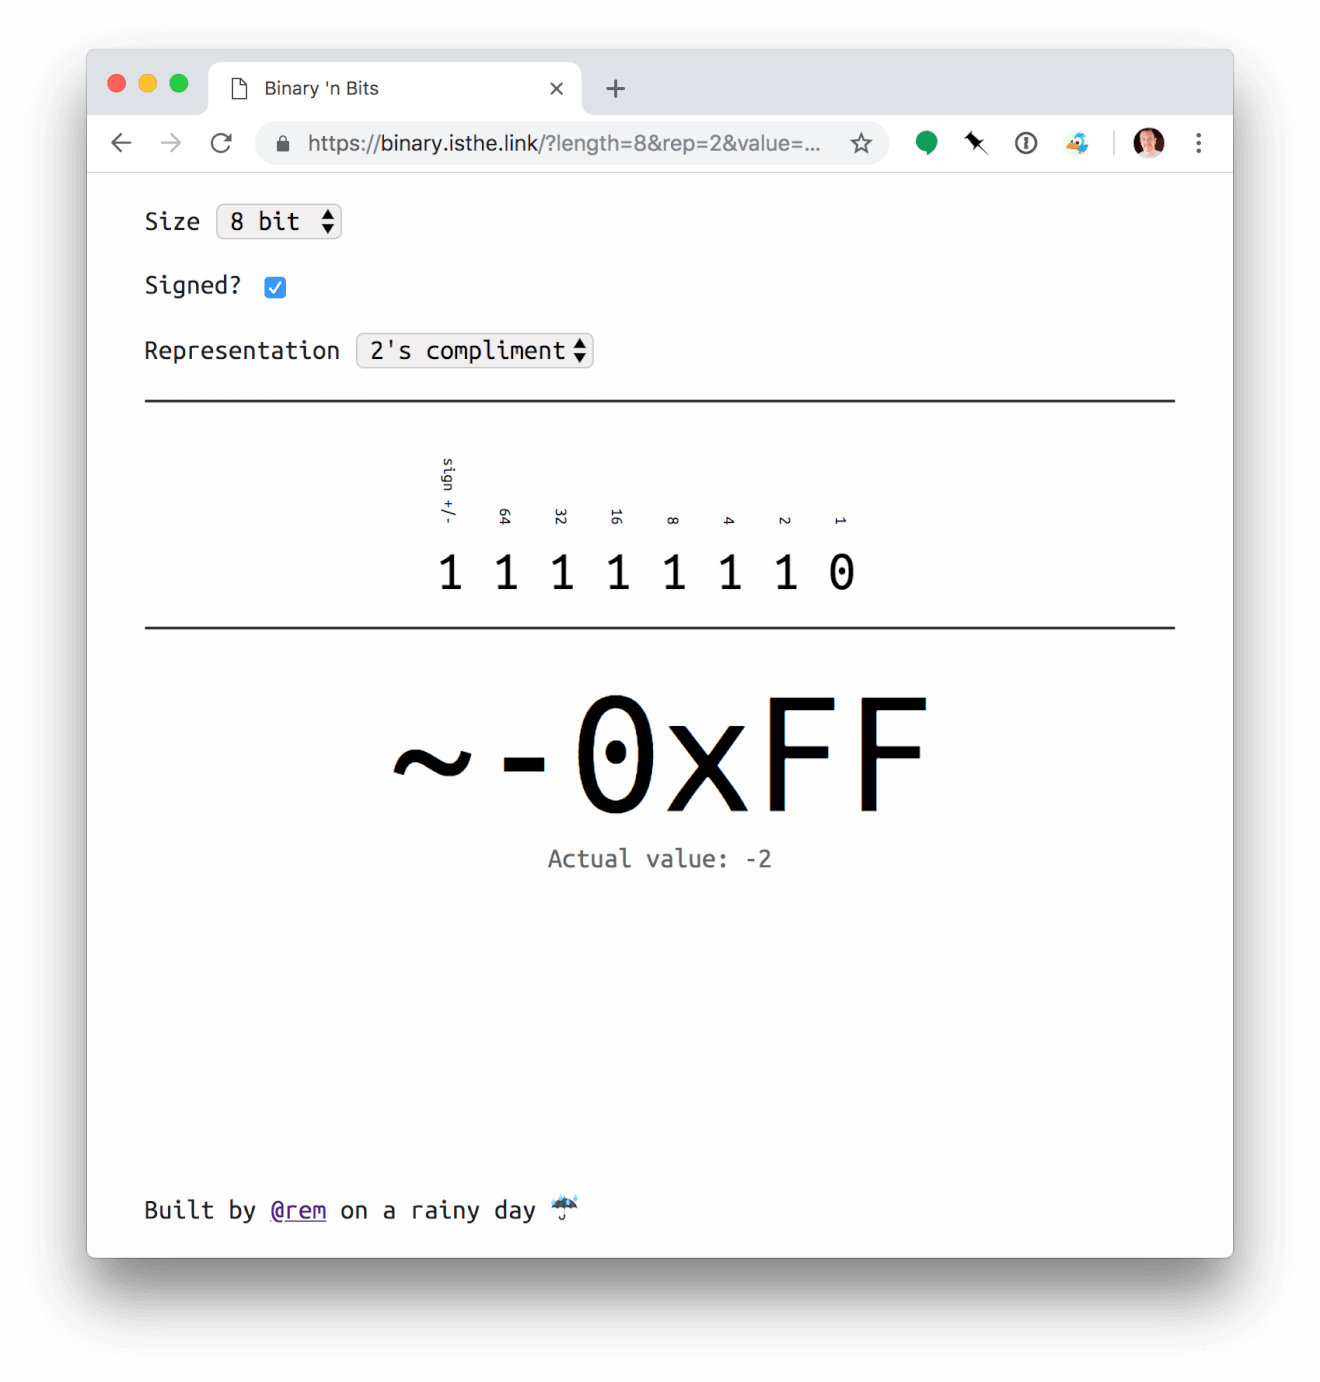 Binary 'n Bits
https://binary.isthe.link/?length=8&rep=2&value=...
Size 8 bit
Signed?
Representation 2's compliment
sign +/- 64 32 16 8 4 2 1
1 1 1 1 1 1 1 0
~-0xFF
Actual value: -2
Built by @rem on a rainy day ☔